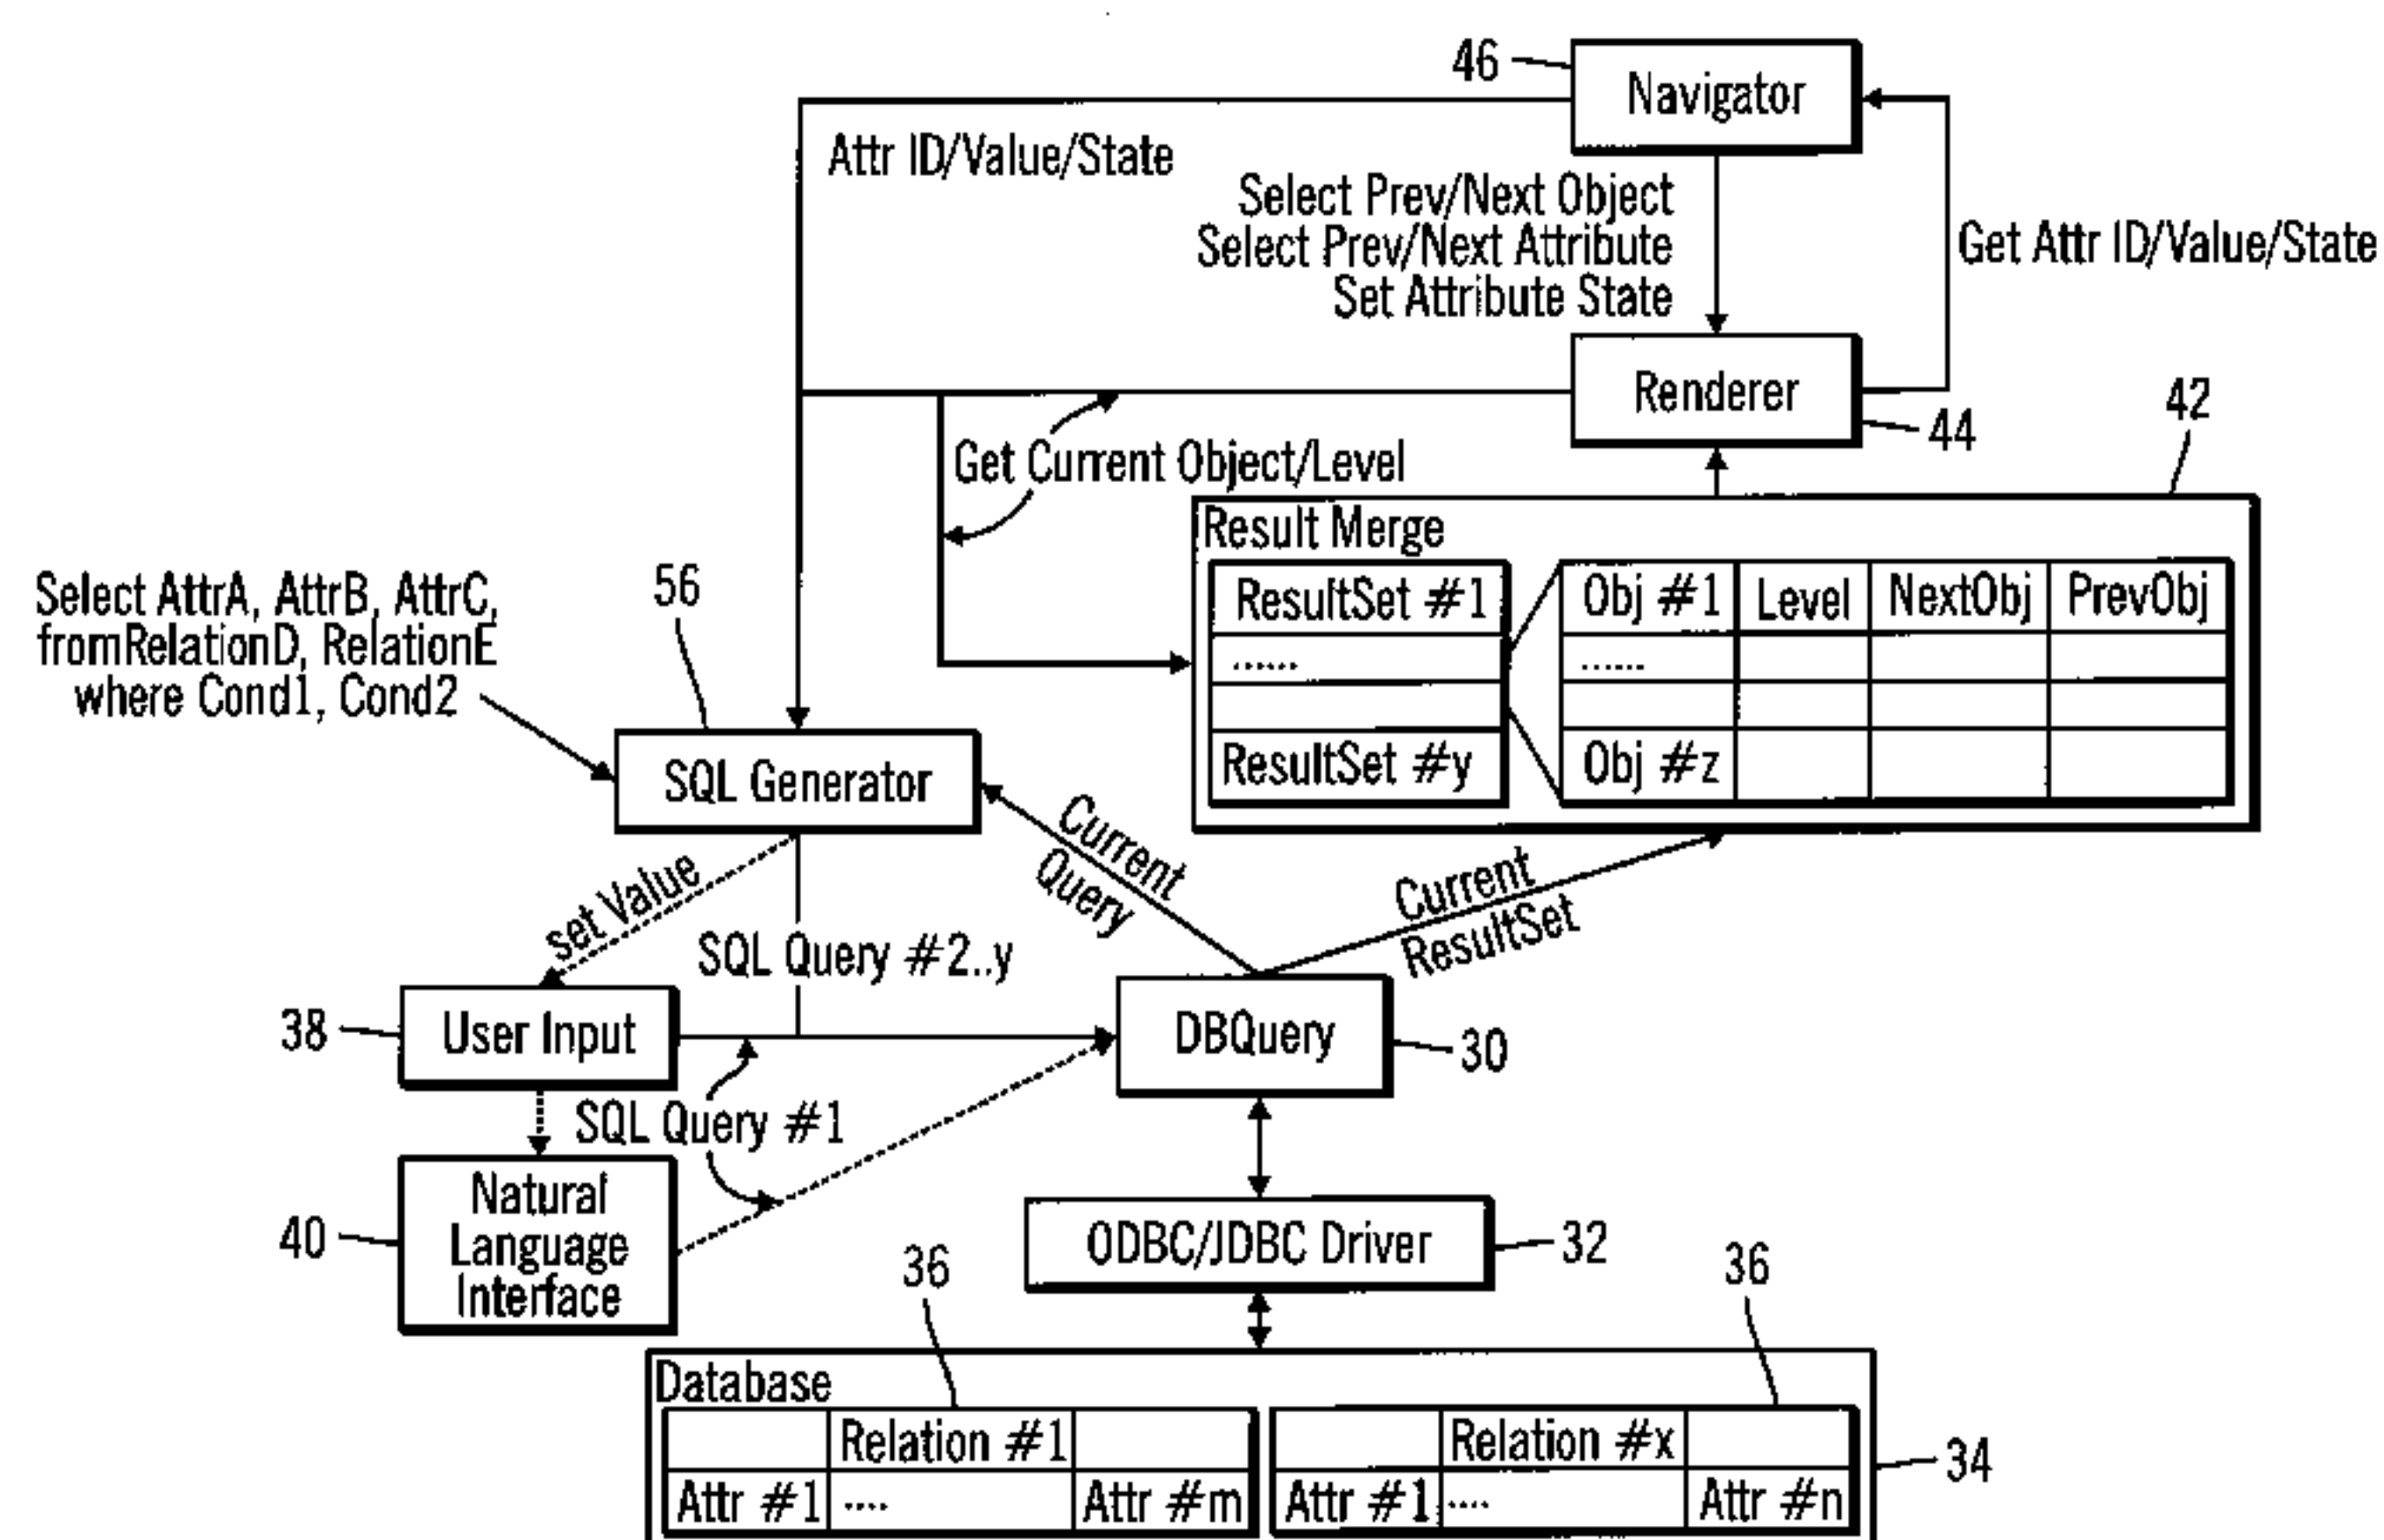 46
Navigator
Attr ID/Value/State
Select Prev/Next Object
Select Prev/Next Attribute
Set Attribute State
Get Attr ID/Value/State
Renderer
44
42
Get Current Object/Level
Result Merge
ResultSet #1
......
ResultSet #y
Obj #1 Level NextObj PrevObj
......
Obj #z
Select AttrA, AttrB, AttrC,
fromRelationD, RelationE
where Cond1, Cond2
56
SQL Generator
Current
Query
Current
ResultSet
set Value
SQL Query #2..y
38
User Input
DBQuery
30
SQL Query #1
40
Natural
Language
Interface
ODBC/JDBC Driver
32
36
36
Database
Relation #1
Attr #1 .... Attr #m
Relation #x
Attr #1 .... Attr #n
34